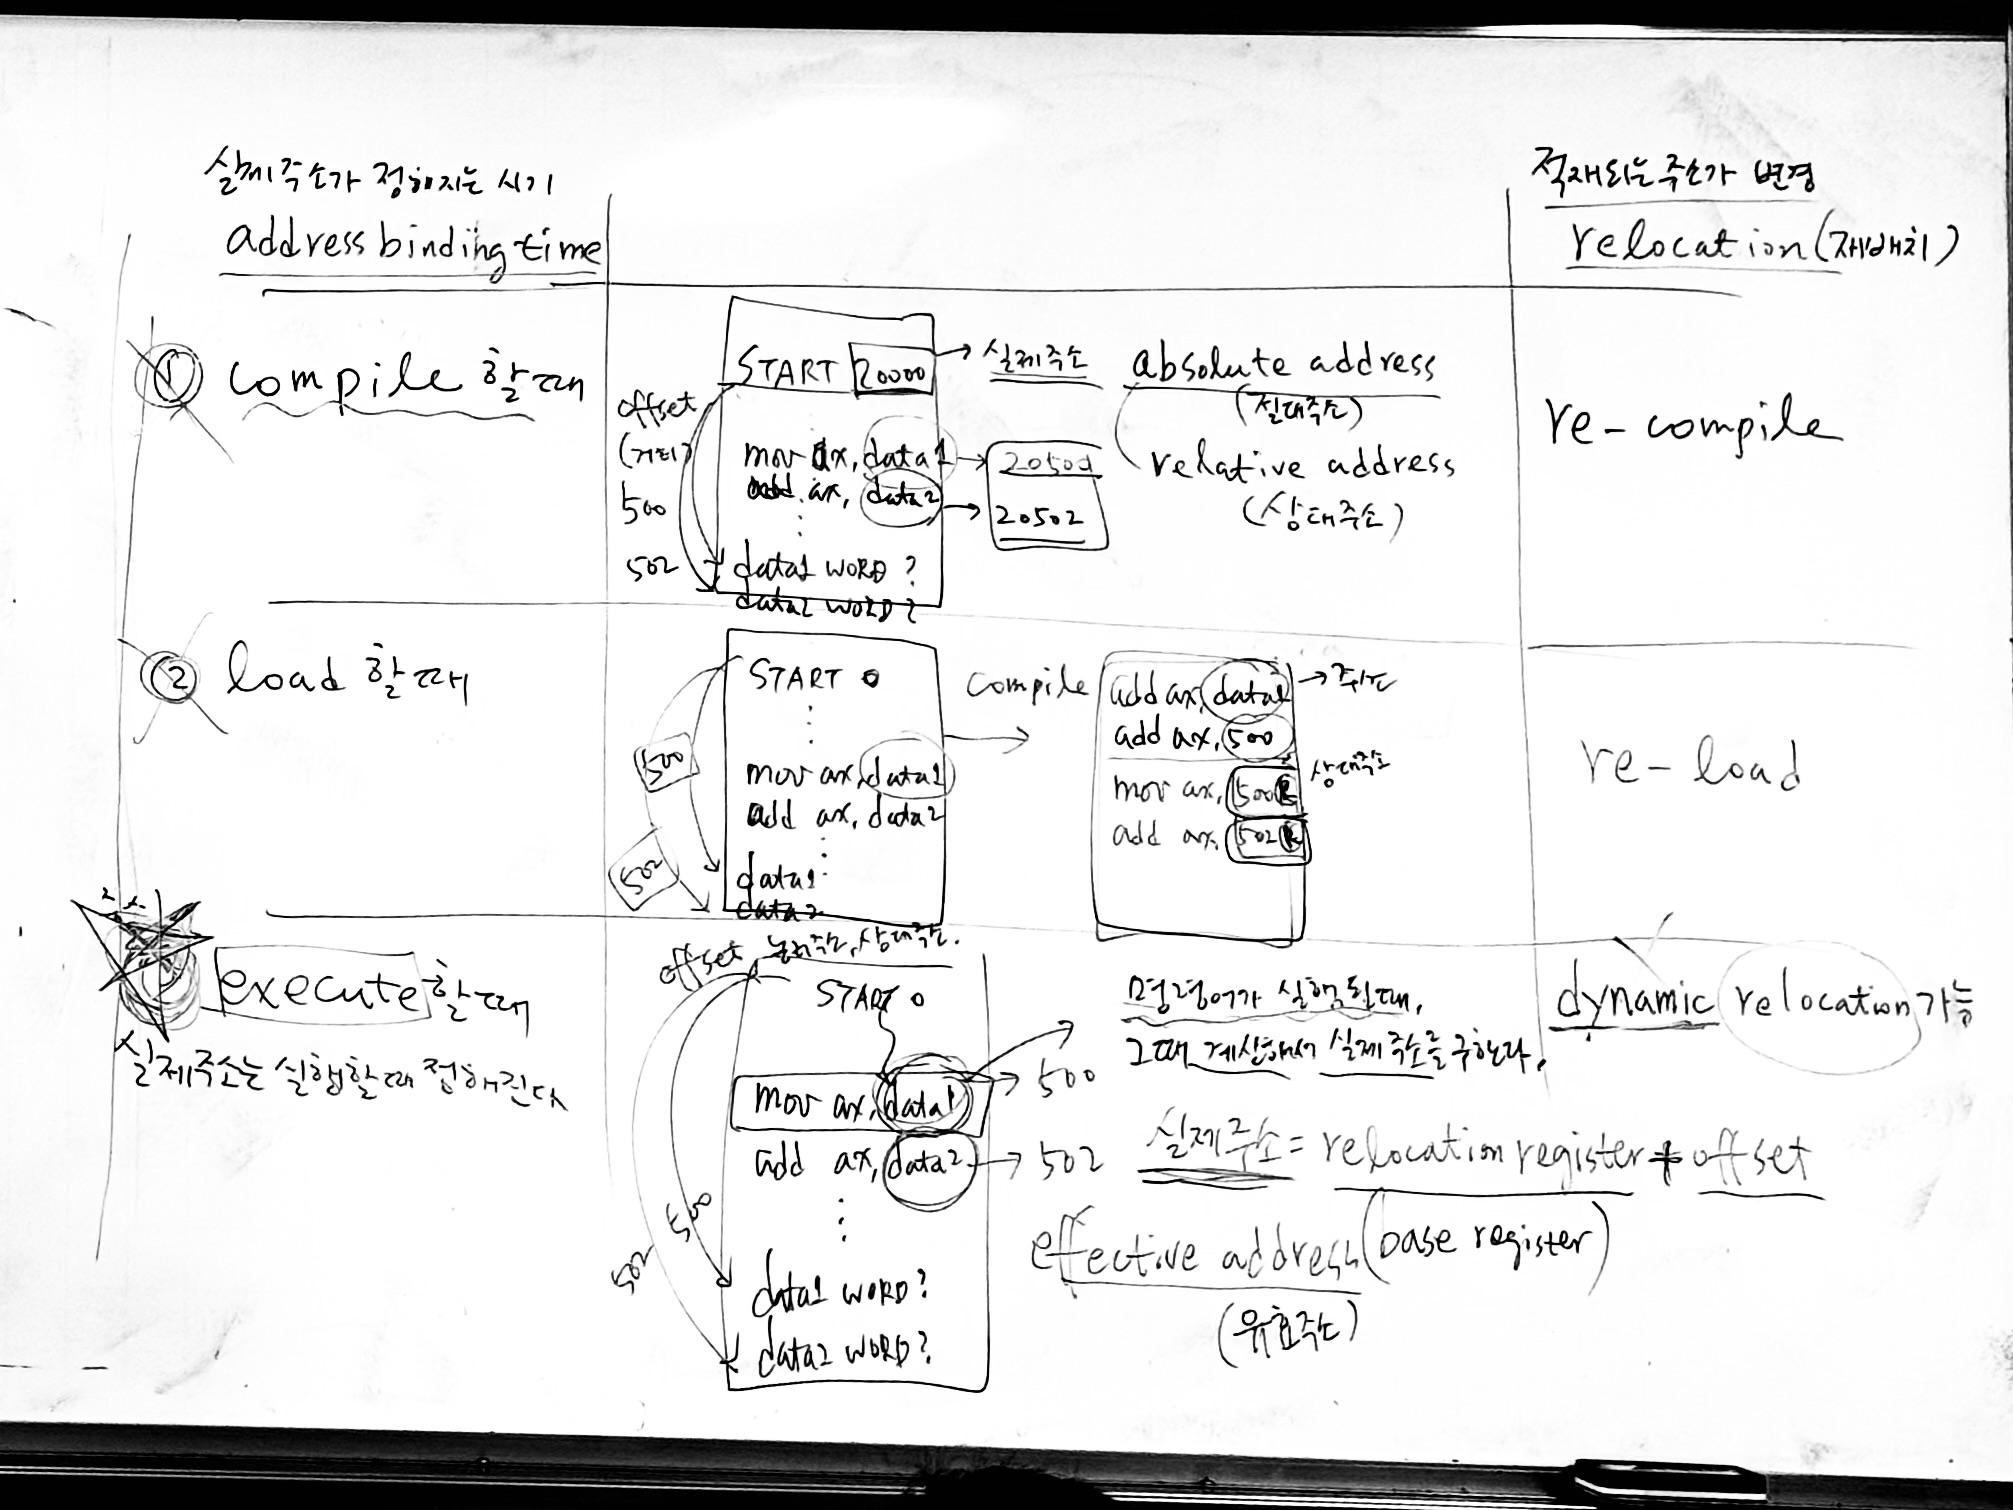 실제주소가 정해지는 시기
address binding time
적재되는 주소가 변경
relocation (재배치)
① compile 할때
offset
(거리)
500
502
START 20000 → 실제주소
mov ax, data1 → 20500
add ax, data2 → 20502
data1 WORD ?
data2 WORD ?
absolute address
(절대주소)
relative address
(상대주소)
re-compile
② load 할때
500
502
START 0
mov ax, data1
add ax, data2
data1
data2
compile
add ax, data1 → 주소
add ax, 500
mov ax, 500R
상대주소
add ax, 502R
re-load
execute 할때
실제주소는 실행할때 정해진다
offset 논리주소, 상대주소.
START 0
mov ax, data1 → 500
add ax, data2 → 502
500
502
data1 WORD ?
data2 WORD ?
명령어가 실행될때,
그때 계산해서 실제주소를 구한다.
실제주소 = relocation register + offset
effective address (base register)
(유효주소)
dynamic relocation 가능